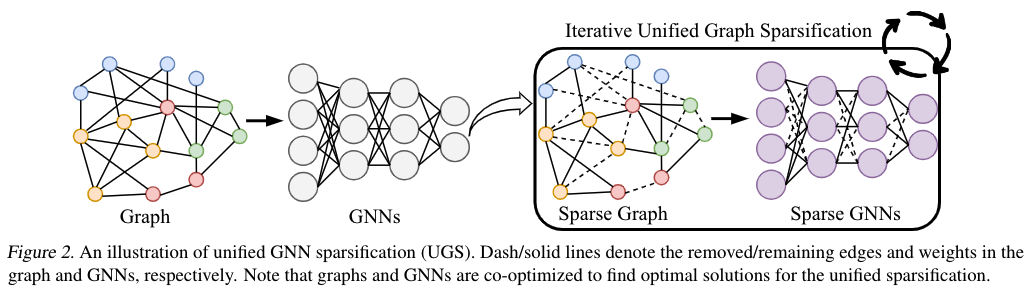 Iterative Unified Graph Sparsification
Graph
GNNs
Sparse Graph
Sparse GNNs
Figure 2. An illustration of unified GNN sparsification (UGS). Dash/solid lines denote the removed/remaining edges and weights in the
graph and GNNs, respectively. Note that graphs and GNNs are co-optimized to find optimal solutions for the unified sparsification.